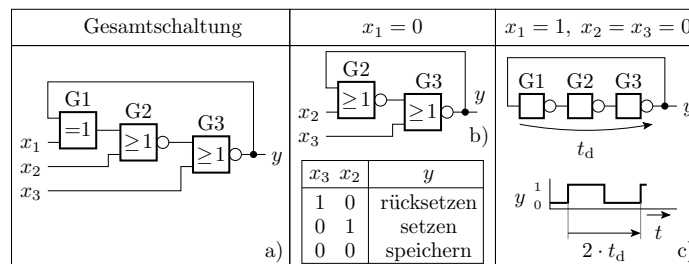 Gesamtschaltung
G1
=1
G2
≥1
G3
≥1
x₁
x₂
x₃
y
a)
x₁ = 0
G2
≥1
G3
≥1
x₂
x₃
y
b)
x₃ x₂ y
1 0 rücksetzen
0 1 setzen
0 0 speichern
x₁ = 1, x₂ = x₃ = 0
G1 G2 G3
y
t_d
y 1 0
t
2 · t_d
c)